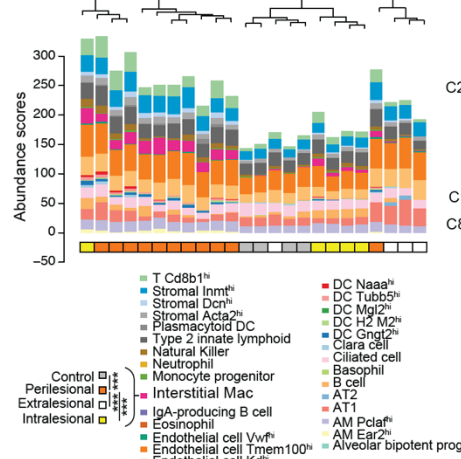 300
250
200
150
100
50
0
−50
Abundance scores
C2
C
C8
T Cd8b1hi
Stromal Inmthi
Stromal Dcnhi
Stromal Acta2hi
Plasmacytoid DC
Type 2 innate lymphoid
Natural Killer
Neutrophil
Monocyte progenitor
Interstitial Mac
IgA-producing B cell
Eosinophil
Endothelial cell Vwfhi
Endothelial cell Tmem100hi
DC Naaahi
DC Tubb5hi
DC Mgl2hi
DC H2 M2hi
DC Gngt2hi
Clara cell
Ciliated cell
Basophil
B cell
AT2
AT1
AM Pclafhi
AM Ear2hi
Alveolar bipotent prog
Control
Perilesional
Extralesional
Intralesional
***
***
***